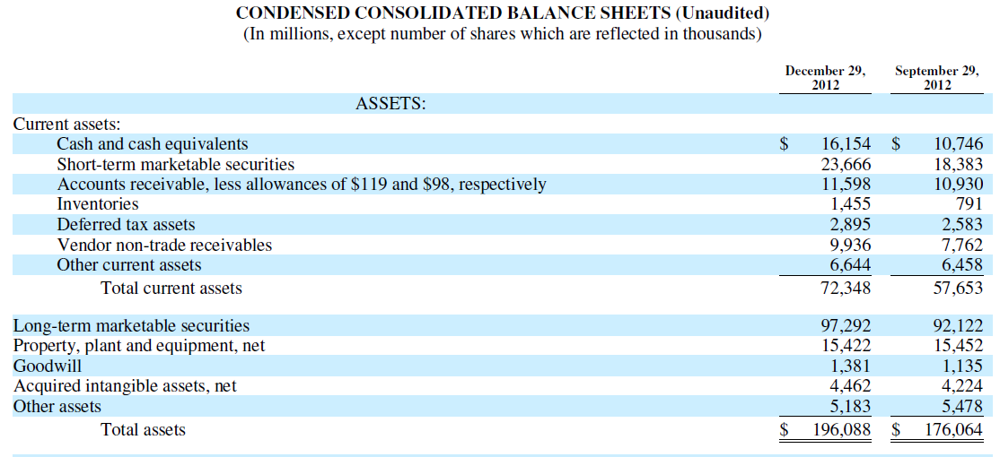 CONDENSED CONSOLIDATED BALANCE SHEETS (Unaudited)
(In millions, except number of shares which are reflected in thousands)
December 29, 2012 September 29, 2012
ASSETS:
Current assets:
Cash and cash equivalents $ 16,154 $ 10,746
Short-term marketable securities 23,666 18,383
Accounts receivable, less allowances of $119 and $98, respectively 11,598 10,930
Inventories 1,455 791
Deferred tax assets 2,895 2,583
Vendor non-trade receivables 9,936 7,762
Other current assets 6,644 6,458
Total current assets 72,348 57,653
Long-term marketable securities 97,292 92,122
Property, plant and equipment, net 15,422 15,452
Goodwill 1,381 1,135
Acquired intangible assets, net 4,462 4,224
Other assets 5,183 5,478
Total assets $ 196,088 $ 176,064